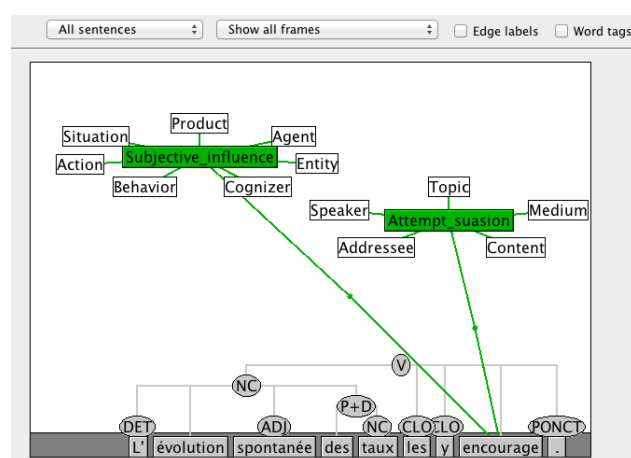 All sentences Show all frames Edge labels Word tags
Product
Situation Agent
Subjective_influence
Action Entity
Behavior Cognizer
Topic
Speaker Medium
Attempt_suasion
Addressee Content
V
NC
P+D
DET ADJ NC CLO CLO PONCT
L' évolution spontanée des taux les y encourage .